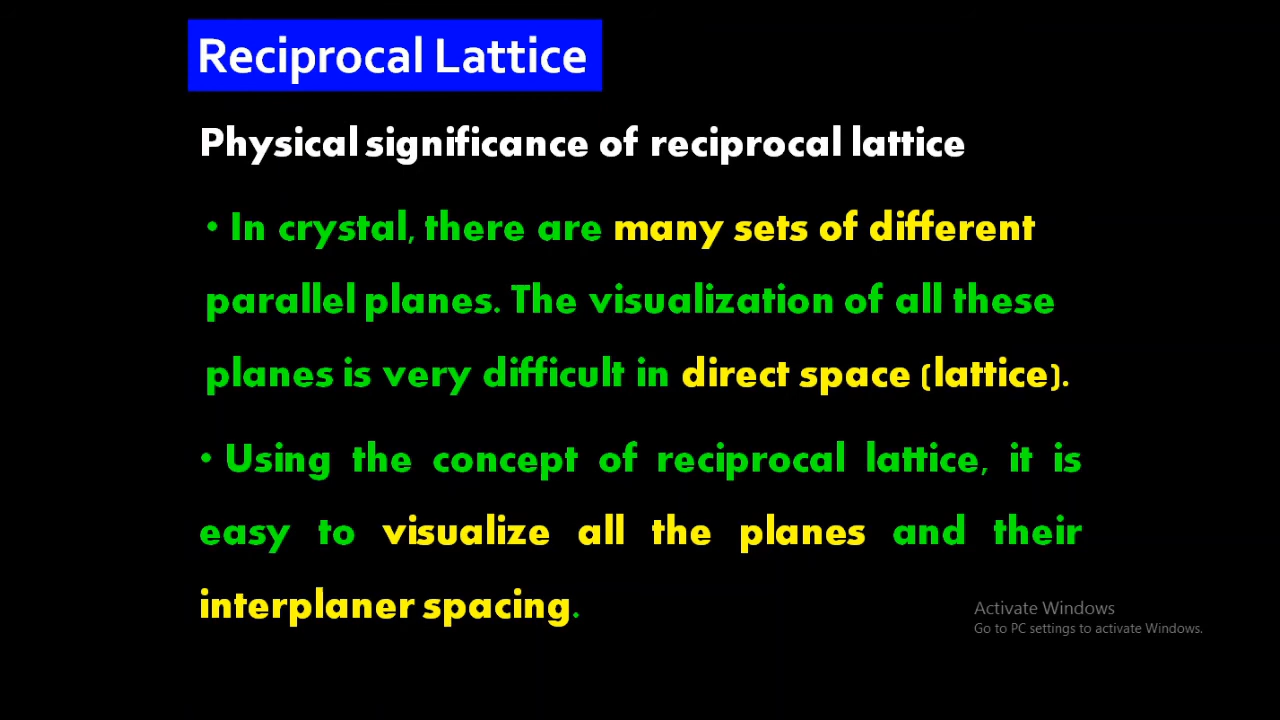 Reciprocal Lattice
Physical significance of reciprocal lattice
• In crystal, there are many sets of different
parallel planes. The visualization of all these
planes is very difficult in direct space (lattice).
• Using the concept of reciprocal lattice, it is
easy to visualize all the planes and their
interplaner spacing.
Activate Windows
Go to PC settings to activate Windows.